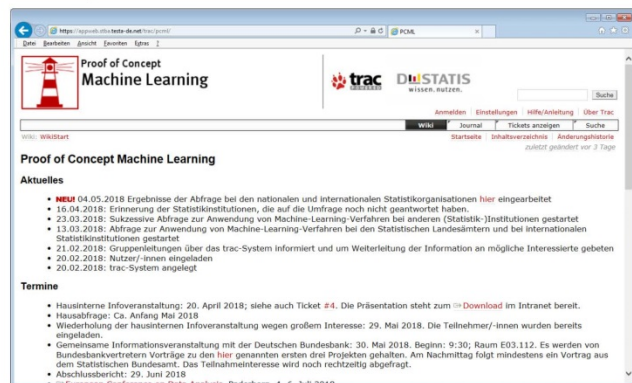 https://appweb.dst.testa-de.net/trac/pcml/
PCML
Datei Bearbeiten Ansicht Favoriten Extras ?
Proof of Concept
Machine Learning
trac
POWERED
DESTATIS
wissen.nutzen.
Suche
Anmelden Einstellungen Hilfe/Anleitung Über Trac
Wiki Journal Tickets anzeigen Suche
Wiki: WikiStart
Startseite Inhaltsverzeichnis Änderungshistorie
zuletzt geändert vor 3 Tage
Proof of Concept Machine Learning
Aktuelles
• NEU! 04.05.2018 Ergebnisse der Abfrage bei den nationalen und internationalen Statistikorganisationen hier eingearbeitet
• 16.04.2018: Erinnerung der Statistikinstitutionen, die auf die Umfrage noch nicht geantwortet haben.
• 23.03.2018: Sukzessive Abfrage zur Anwendung von Machine-Learning-Verfahren bei anderen (Statistik-)Institutionen gestartet
• 13.03.2018: Abfrage zur Anwendung von Machine-Learning-Verfahren bei den Statistischen Landesämtern und bei internationalen
Statistikinstitutionen gestartet
• 21.02.2018: Gruppenleitungen über das trac-System informiert und um Weiterleitung der Information an mögliche Interessierte gebeten
• 20.02.2018: Nutzer/-innen eingeladen
• 20.02.2018: trac-System angelegt
Termine
• Hausinterne Infoveranstaltung: 20. April 2018; siehe auch Ticket #4. Die Präsentation steht zum Download im Intranet bereit.
• Hausabfrage: Ca. Anfang Mai 2018
• Wiederholung der hausinternen Infoveranstaltung wegen großem Interesse: 29. Mai 2018. Die Teilnehmer/-innen wurden bereits
eingeladen.
• Gemeinsame Informationsveranstaltung mit der Deutschen Bundesbank: 30. Mai 2018. Beginn: 9:30; Raum E03.112. Es werden von
Bundesbankvertretern Vorträge zu den hier genannten ersten drei Projekten gehalten. Am Nachmittag folgt mindestens ein Vortrag aus
dem Statistischen Bundesamt. Das Teilnahmeinteresse wird noch rechtzeitig abgefragt.
• Abschlussbericht: 29. Juni 2018